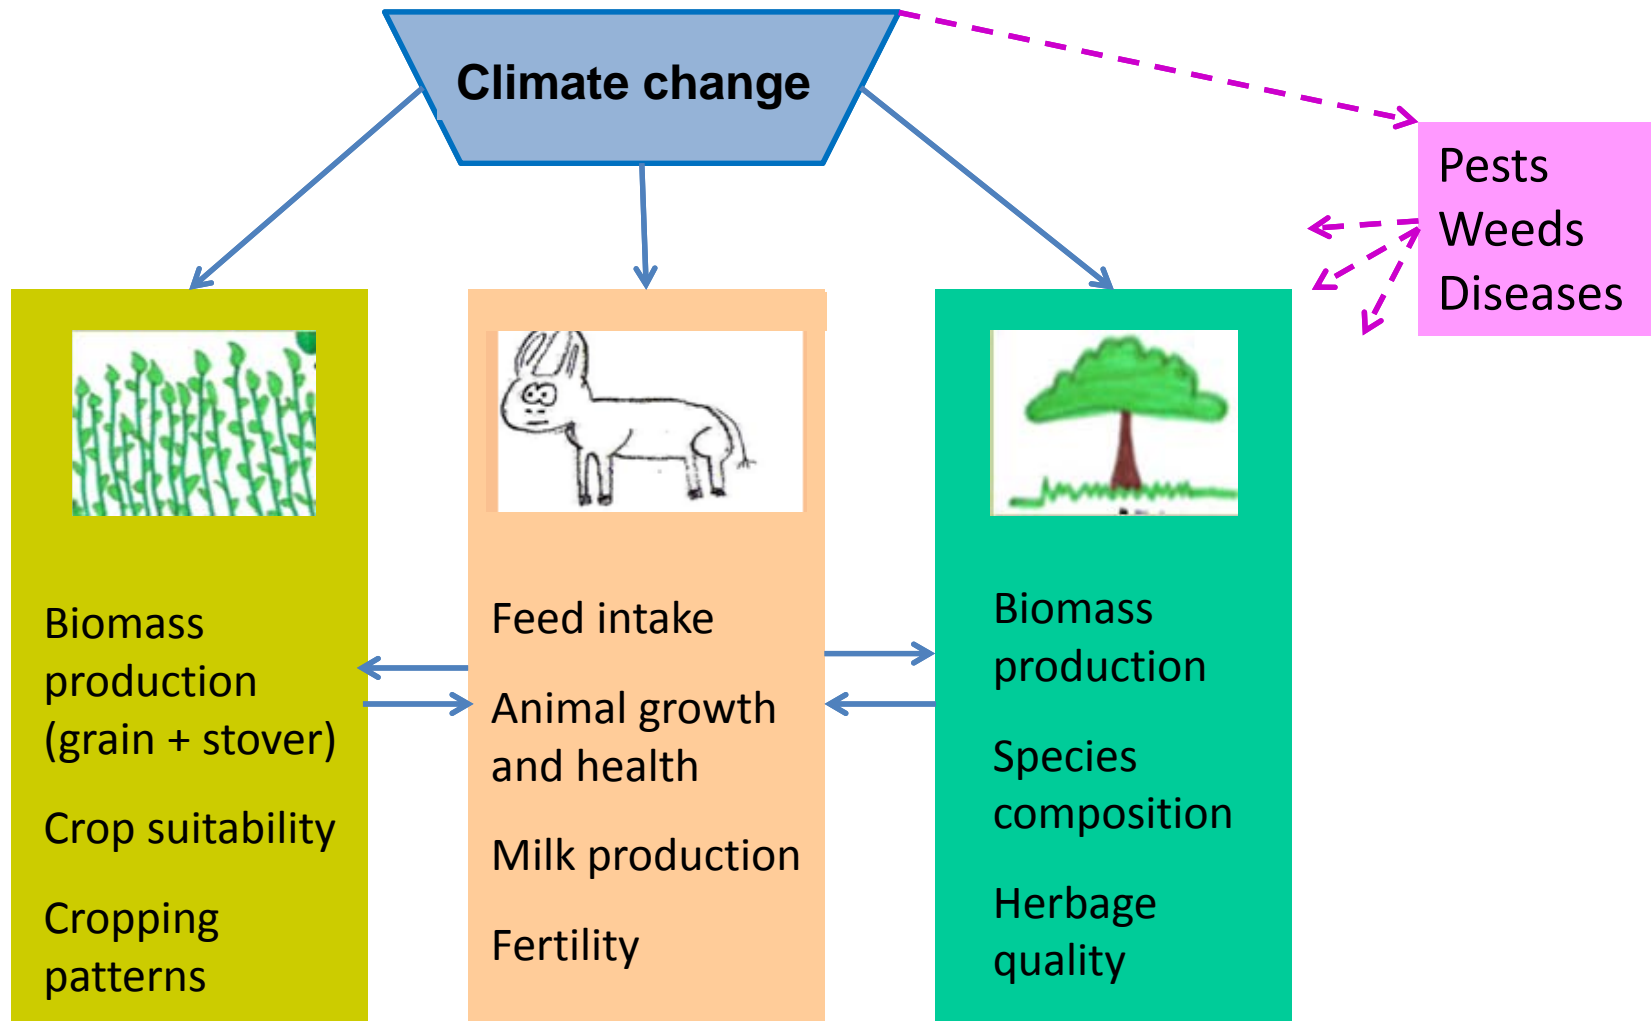 Climate change
Pests
Weeds
Diseases
Biomass
production
(grain + stover)
Crop suitability
Cropping
patterns
Feed intake
Animal growth
and health
Milk production
Fertility
Biomass
production
Species
composition
Herbage
quality